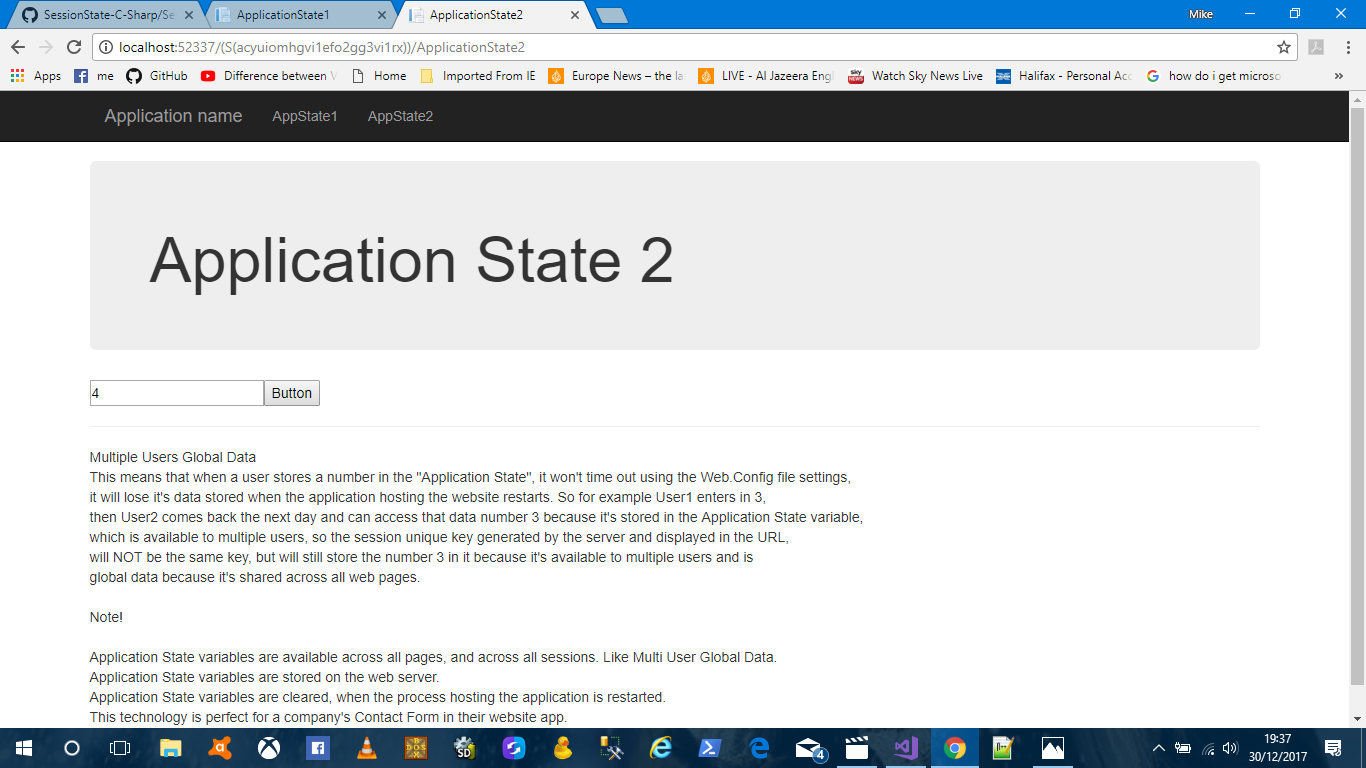 SessionState-C-Sharp/Se
ApplicationState1
ApplicationState2
Mike
localhost:52337/(S(acyuiomhgvi1efo2gg3vi1rx))/ApplicationState2
Apps
me
GitHub
Difference between V
Home
Imported From IE
Europe News – the la
LIVE - Al Jazeera Engl
Watch Sky News Live
Halifax - Personal Acc
how do i get microso
»
Application name
AppState1
AppState2
Application State 2
4
Button
Multiple Users Global Data
This means that when a user stores a number in the "Application State", it won't time out using the Web.Config file settings,
it will lose it's data stored when the application hosting the website restarts. So for example User1 enters in 3,
then User2 comes back the next day and can access that data number 3 because it's stored in the Application State variable,
which is available to multiple users, so the session unique key generated by the server and displayed in the URL,
will NOT be the same key, but will still store the number 3 in it because it's available to multiple users and is
global data because it's shared across all web pages.
Note!
Application State variables are available across all pages, and across all sessions. Like Multi User Global Data.
Application State variables are stored on the web server.
Application State variables are cleared, when the process hosting the application is restarted.
This technology is perfect for a company's Contact Form in their website app.
4
19:37
30/12/2017